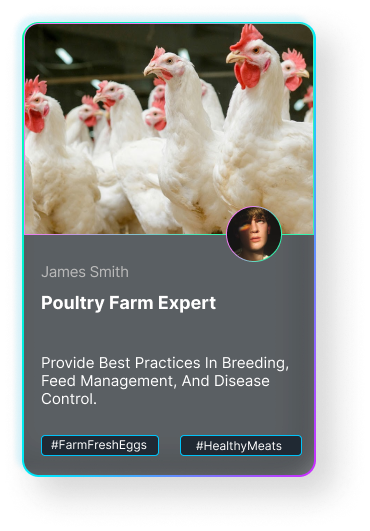 James Smith
Poultry Farm Expert
Provide Best Practices In Breeding,
Feed Management, And Disease
Control.
#FarmFreshEggs #HealthyMeats